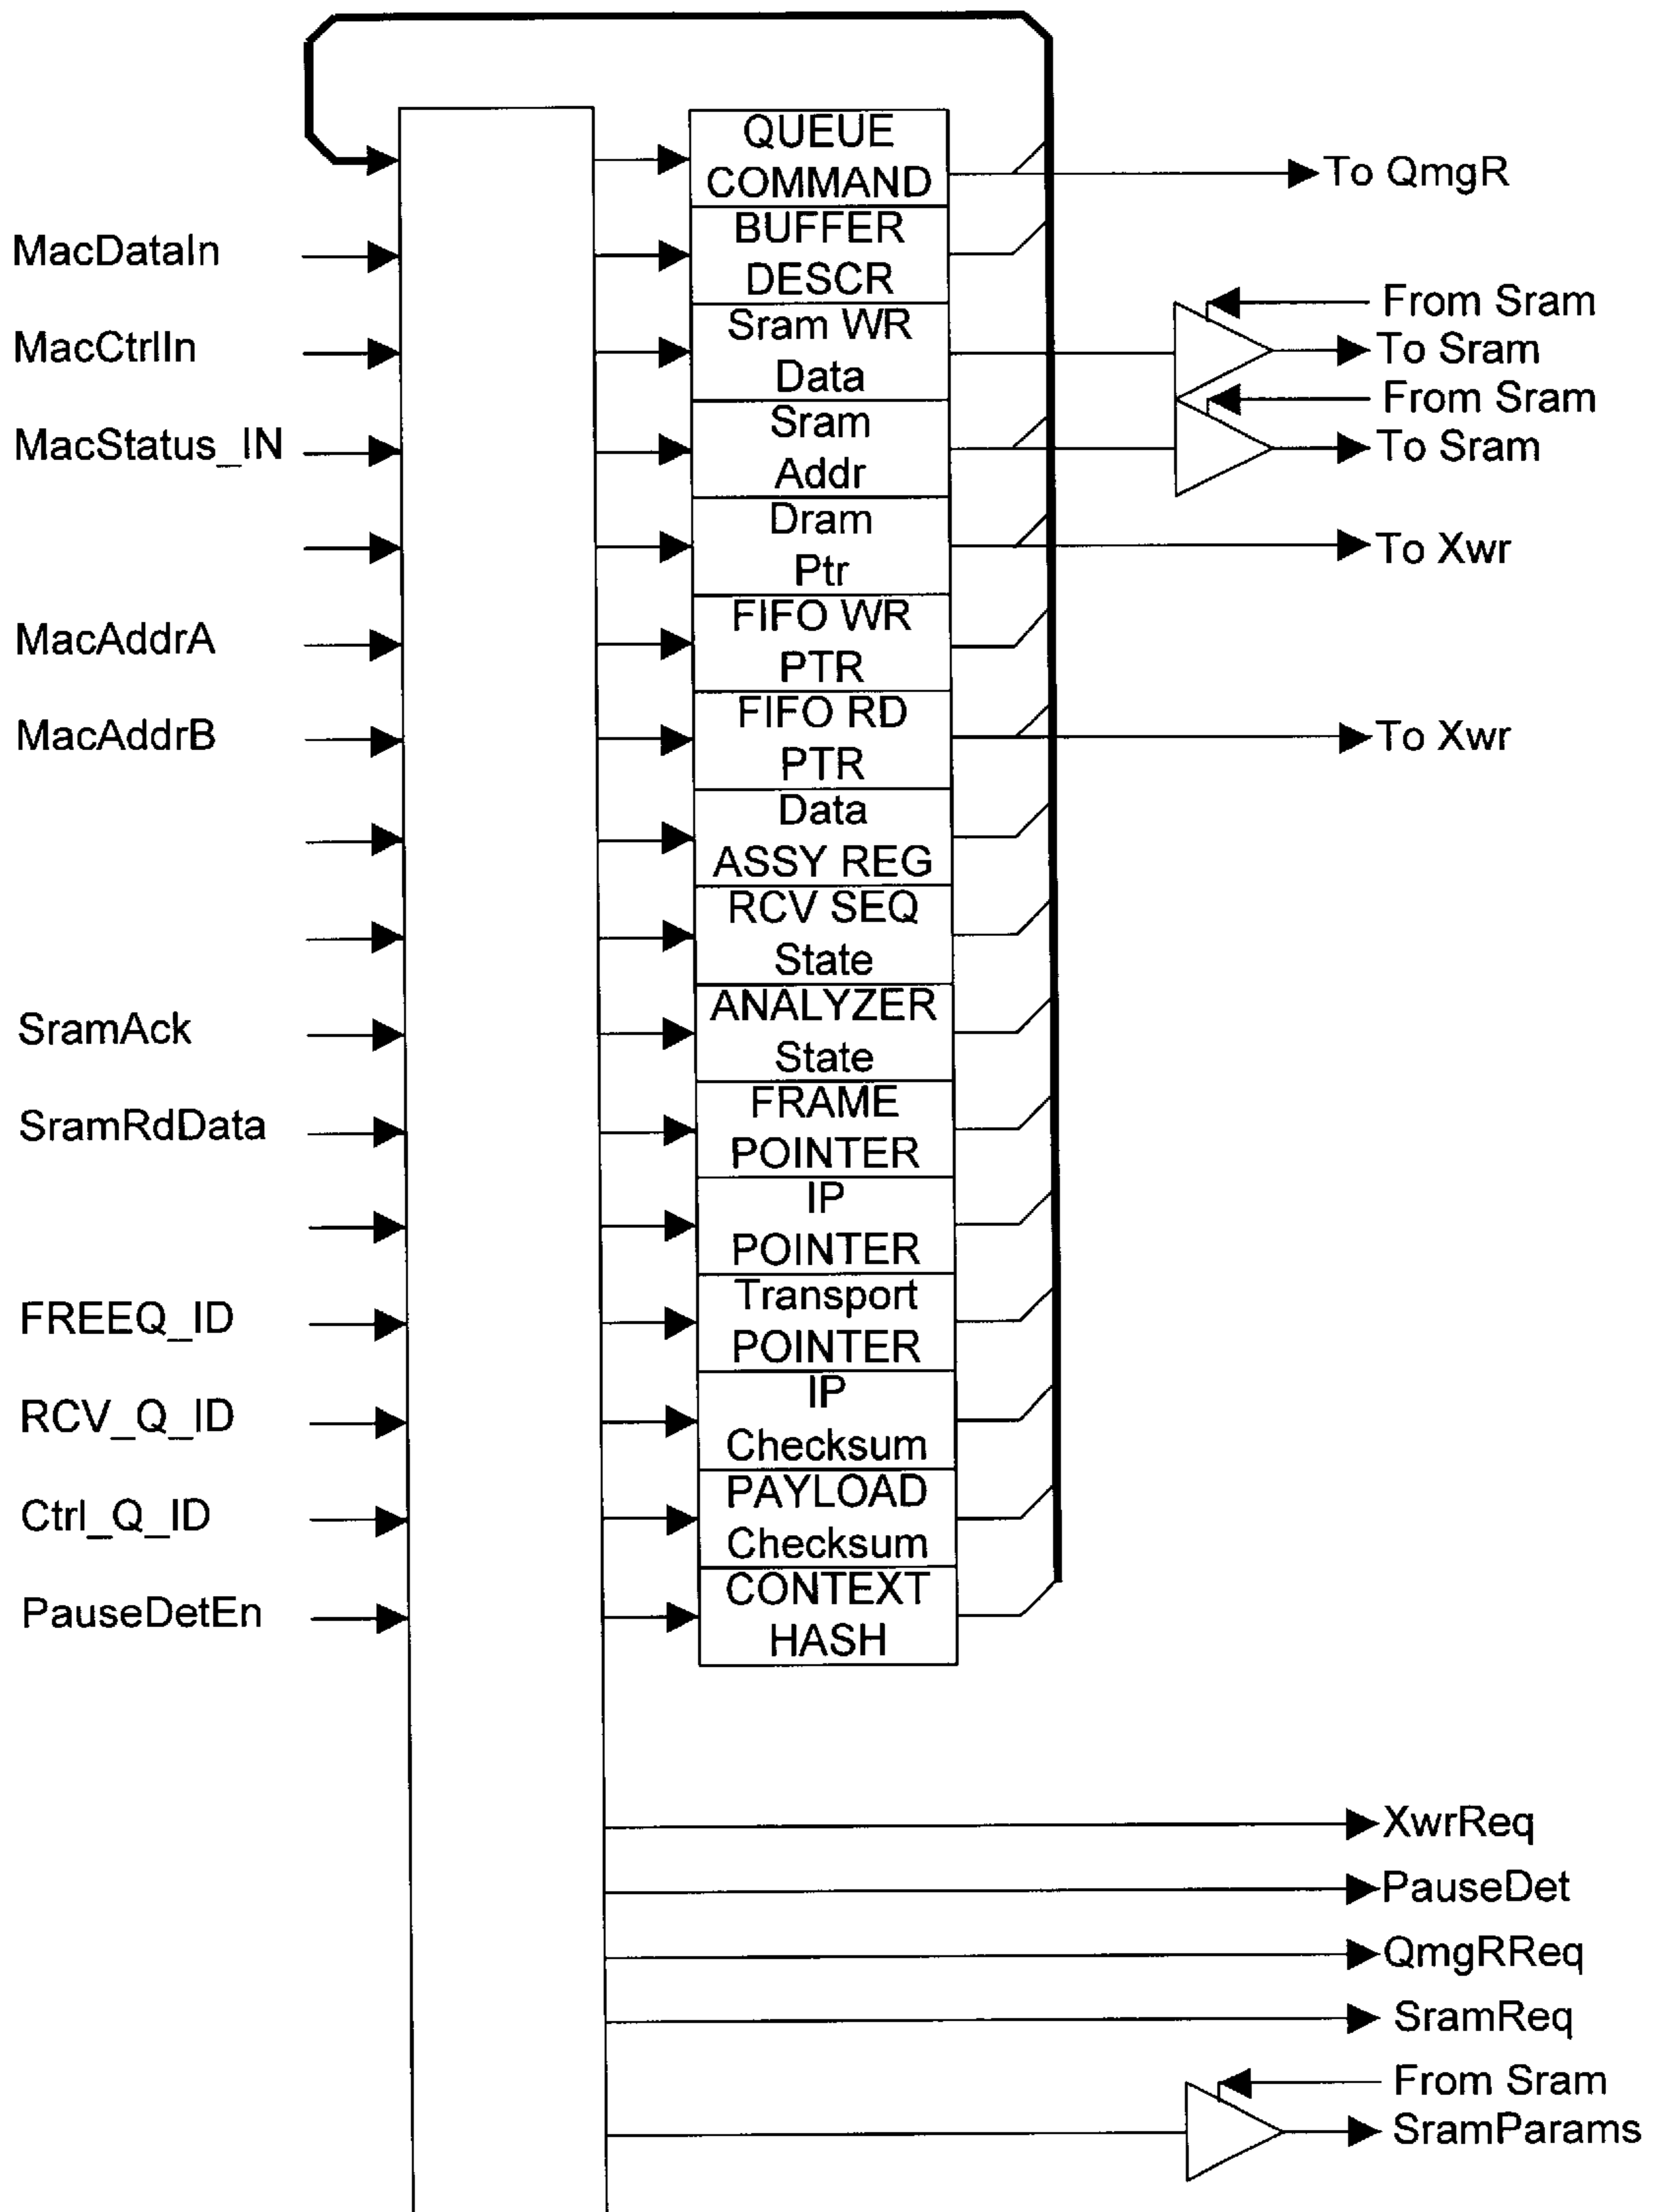 QUEUE
COMMAND
To QmgR
MacDataIn
BUFFER
DESCR
From Sram
MacCtrlIn
Sram WR
Data
To Sram
From Sram
MacStatus_IN
Sram
Addr
To Sram
Dram
Ptr
To Xwr
MacAddrA
FIFO WR
PTR
MacAddrB
FIFO RD
PTR
To Xwr
Data
ASSY REG
RCV SEQ
State
SramAck
ANALYZER
State
SramRdData
FRAME
POINTER
IP
POINTER
FREEQ_ID
Transport
POINTER
RCV_Q_ID
IP
Checksum
Ctrl_Q_ID
PAYLOAD
Checksum
PauseDetEn
CONTEXT
HASH
XwrReq
PauseDet
QmgRReq
SramReq
From Sram
SramParams